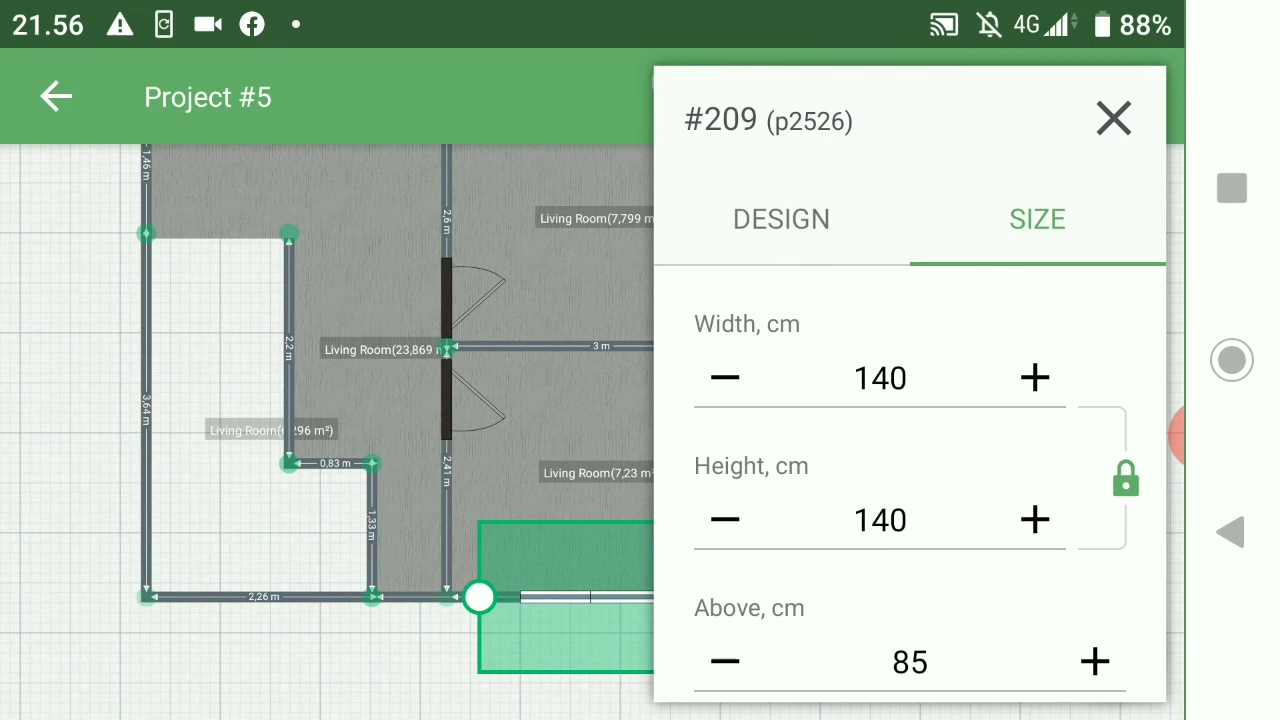 21.56
4G
88%
Project #5
#209 (p2526)
DESIGN
SIZE
Width, cm
140
Height, cm
140
Above, cm
85
1,46 m
2,6 m
Living Room(7,799 m
Living Room(23,869 m
3 m
2,2 m
3,64 m
Living Room( 296 m²)
0,83 m
2,41 m
Living Room(7,23 m²
1,33 m
2,26 m